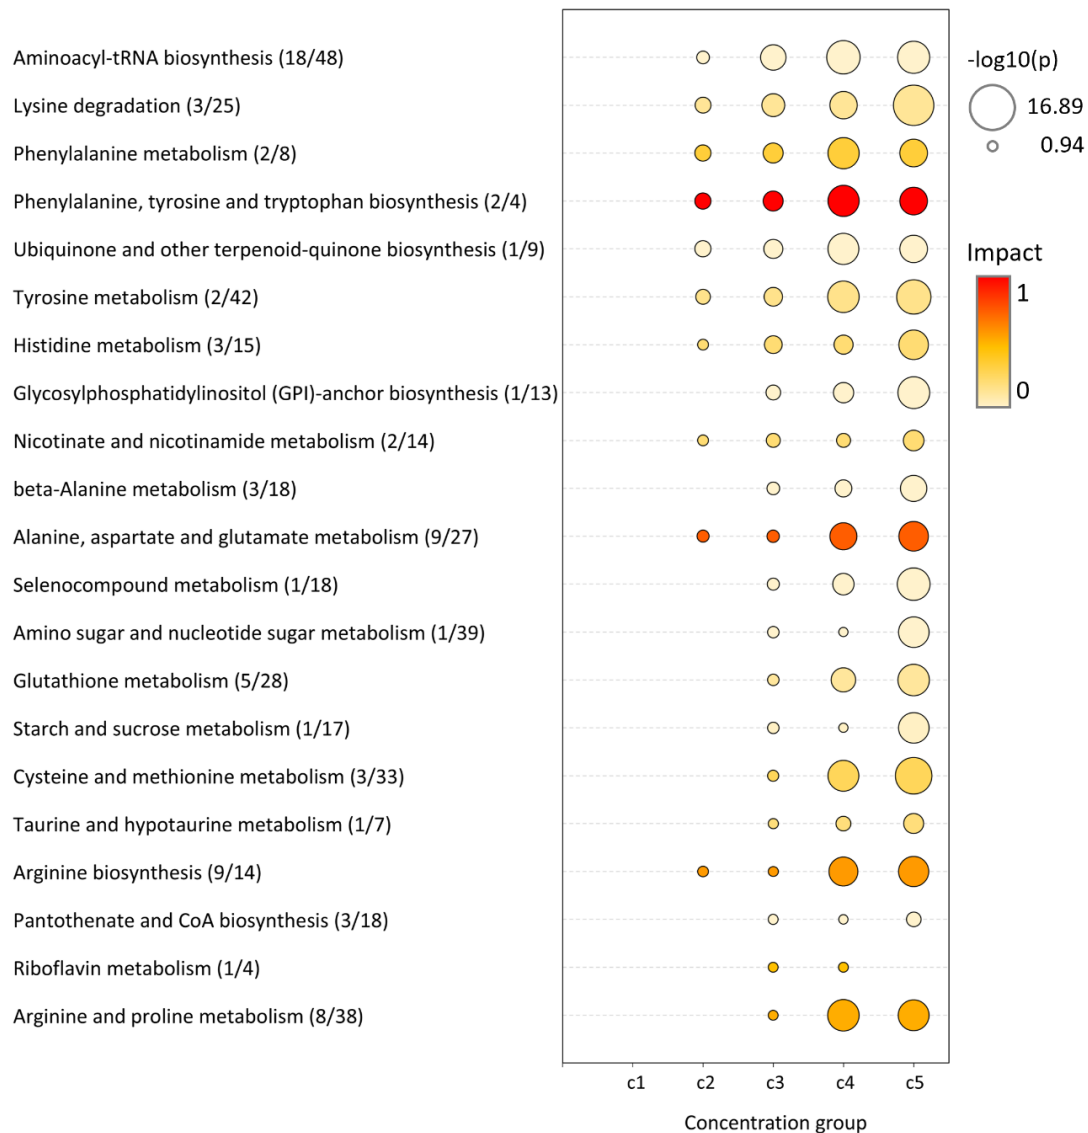 Aminoacyl-tRNA biosynthesis (18/48)
Lysine degradation (3/25)
Phenylalanine metabolism (2/8)
Phenylalanine, tyrosine and tryptophan biosynthesis (2/4)
Ubiquinone and other terpenoid-quinone biosynthesis (1/9)
Tyrosine metabolism (2/42)
Histidine metabolism (3/15)
Glycosylphosphatidylinositol (GPI)-anchor biosynthesis (1/13)
Nicotinate and nicotinamide metabolism (2/14)
beta-Alanine metabolism (3/18)
Alanine, aspartate and glutamate metabolism (9/27)
Selenocompound metabolism (1/18)
Amino sugar and nucleotide sugar metabolism (1/39)
Glutathione metabolism (5/28)
Starch and sucrose metabolism (1/17)
Cysteine and methionine metabolism (3/33)
Taurine and hypotaurine metabolism (1/7)
Arginine biosynthesis (9/14)
Pantothenate and CoA biosynthesis (3/18)
Riboflavin metabolism (1/4)
Arginine and proline metabolism (8/38)
c1 c2 c3 c4 c5
Concentration group
-log10(p)
16.89
0.94
Impact
1
0